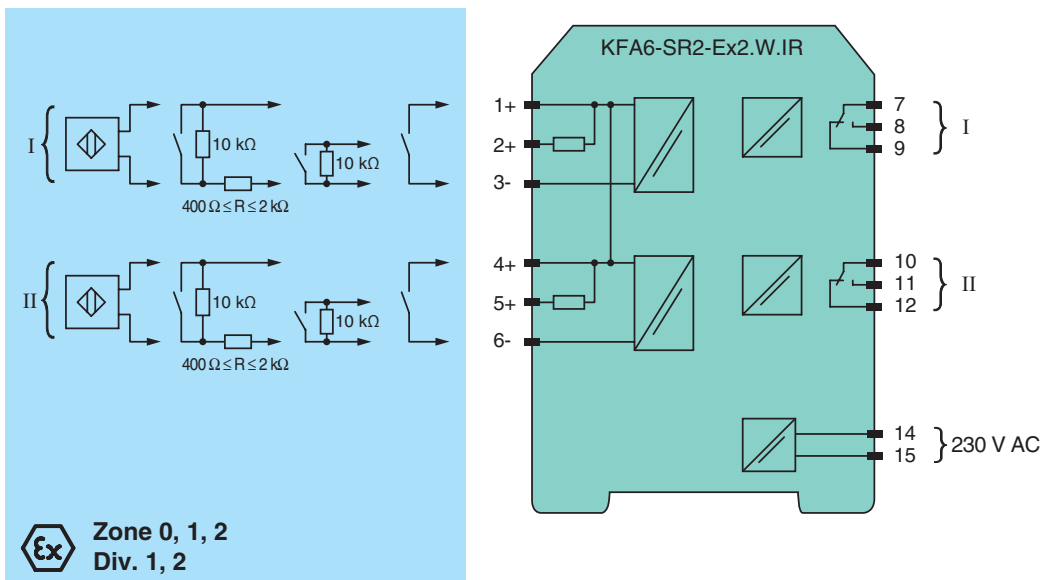 KFA6-SR2-Ex2.W.IR
I
10 kΩ
10 kΩ
400 Ω ≤ R ≤ 2 kΩ
1+
2+
3-
7
8
9
I
II
10 kΩ
10 kΩ
400 Ω ≤ R ≤ 2 kΩ
4+
5+
6-
10
11
12
II
14
15
230 V AC
Ex
Zone 0, 1, 2
Div. 1, 2